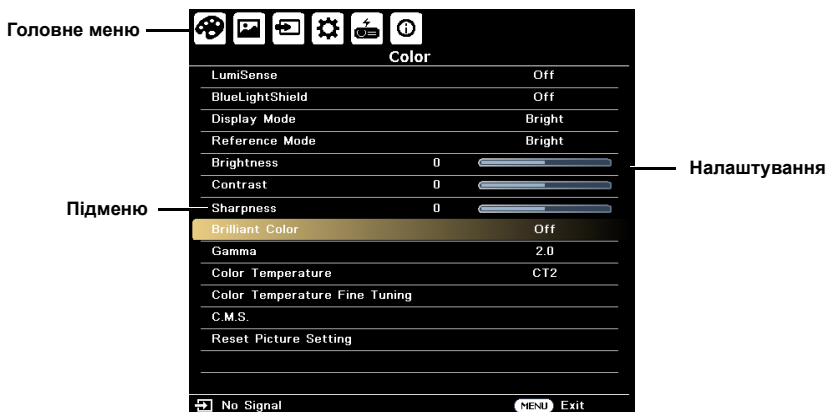 Головне меню
Color
LumiSense Off
BlueLightShield Off
Display Mode Bright
Reference Mode Bright
Brightness 0
Contrast 0
Налаштування
Підменю
Sharpness 0
Brilliant Color Off
Gamma 2.0
Color Temperature CT2
Color Temperature Fine Tuning
C.M.S.
Reset Picture Setting
No Signal MENU Exit